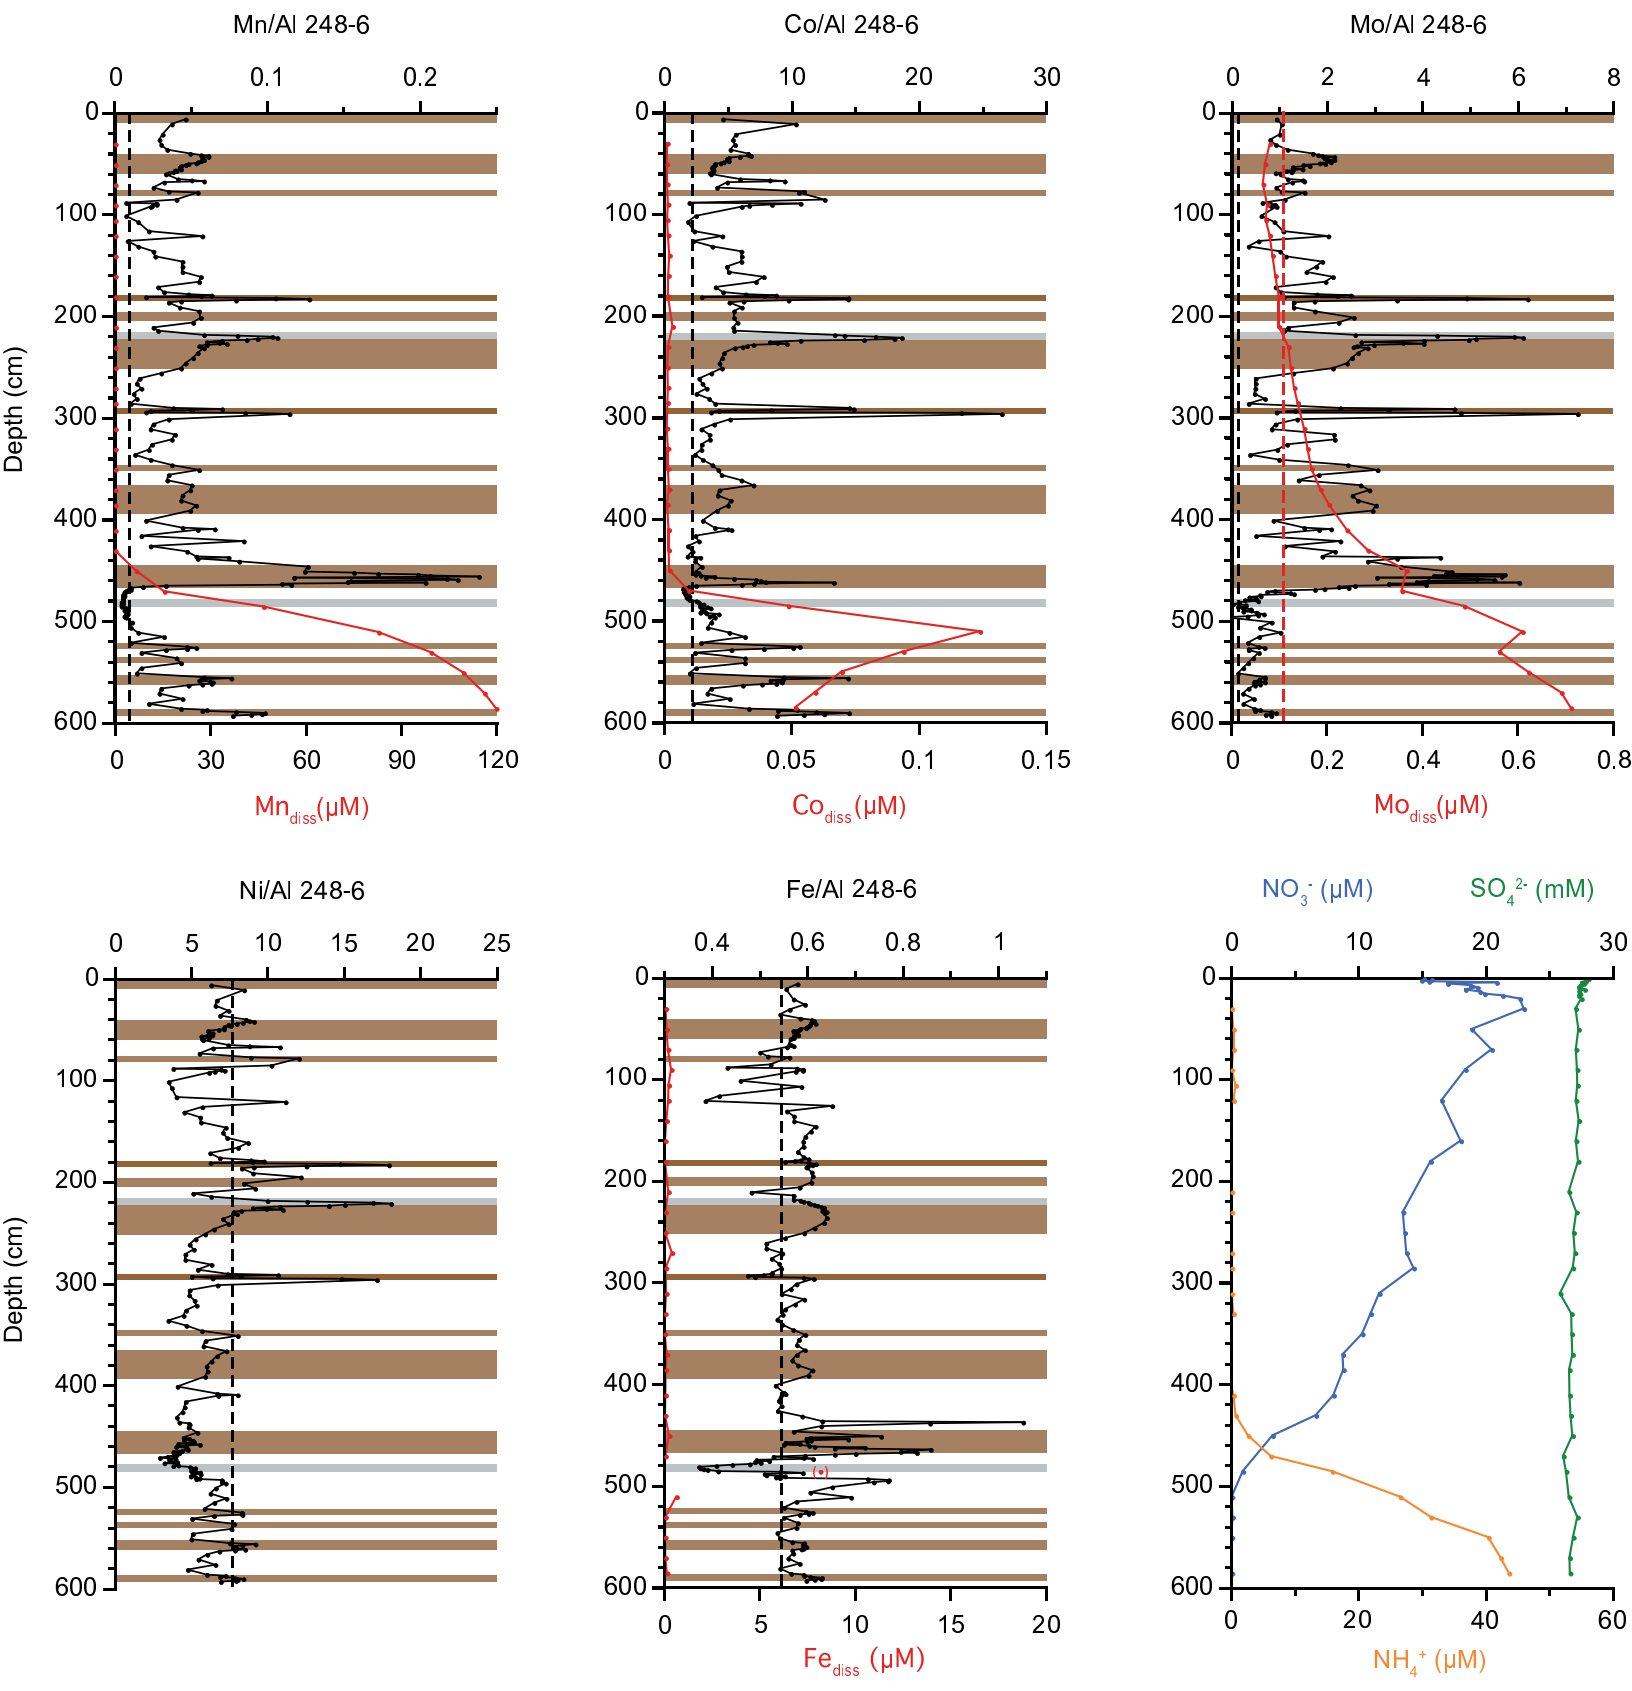 Mn/Al 248-6 Co/Al 248-6 Mo/Al 248-6
0 0.1 0.2 0 10 20 30 0 2 4 6 8
0 0 0
100 100 100
200 200 200
Depth (cm)
300 300 300
400 400 400
500 500 500
600 600 600
0 30 60 90 120 0 0.05 0.1 0.15 0 0.2 0.4 0.6 0.8
Mn_diss(µM) Co_diss(µM) Mo_diss(µM)
Ni/Al 248-6 Fe/Al 248-6 NO₃⁻ (µM) SO₄²⁻ (mM)
0 5 10 15 20 25 0.4 0.6 0.8 1 0 10 20 30
0 0 0
100 100 100
200 200 200
Depth (cm)
300 300 300
400 400 400
500 500 500
( )
600 600 600
0 5 10 15 20 0 20 40 60
Fe_diss (µM) NH₄⁺ (µM)